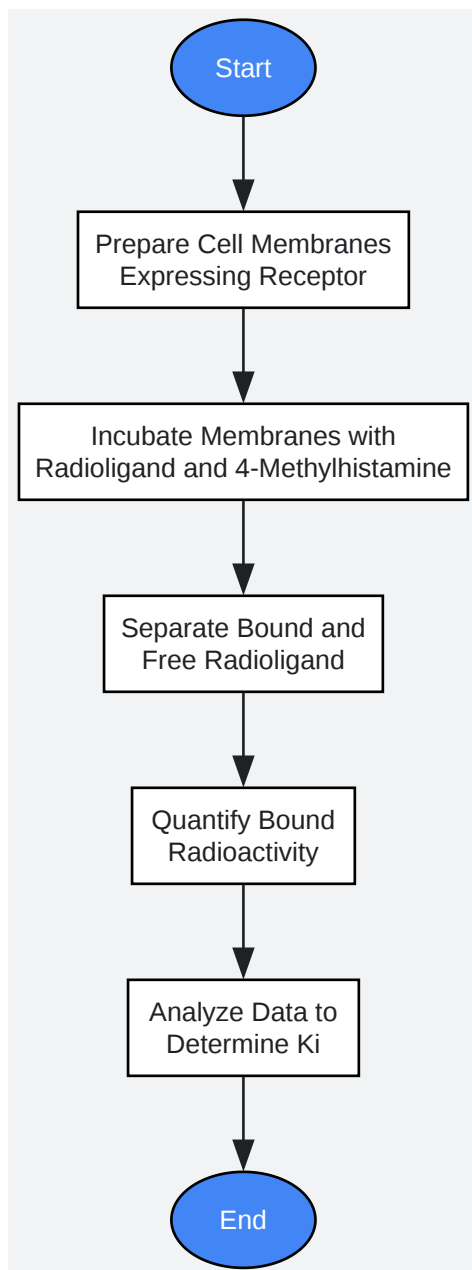 Start
Prepare Cell Membranes
Expressing Receptor
Incubate Membranes with
Radioligand and 4-Methylhistamine
Separate Bound and
Free Radioligand
Quantify Bound
Radioactivity
Analyze Data to
Determine Ki
End